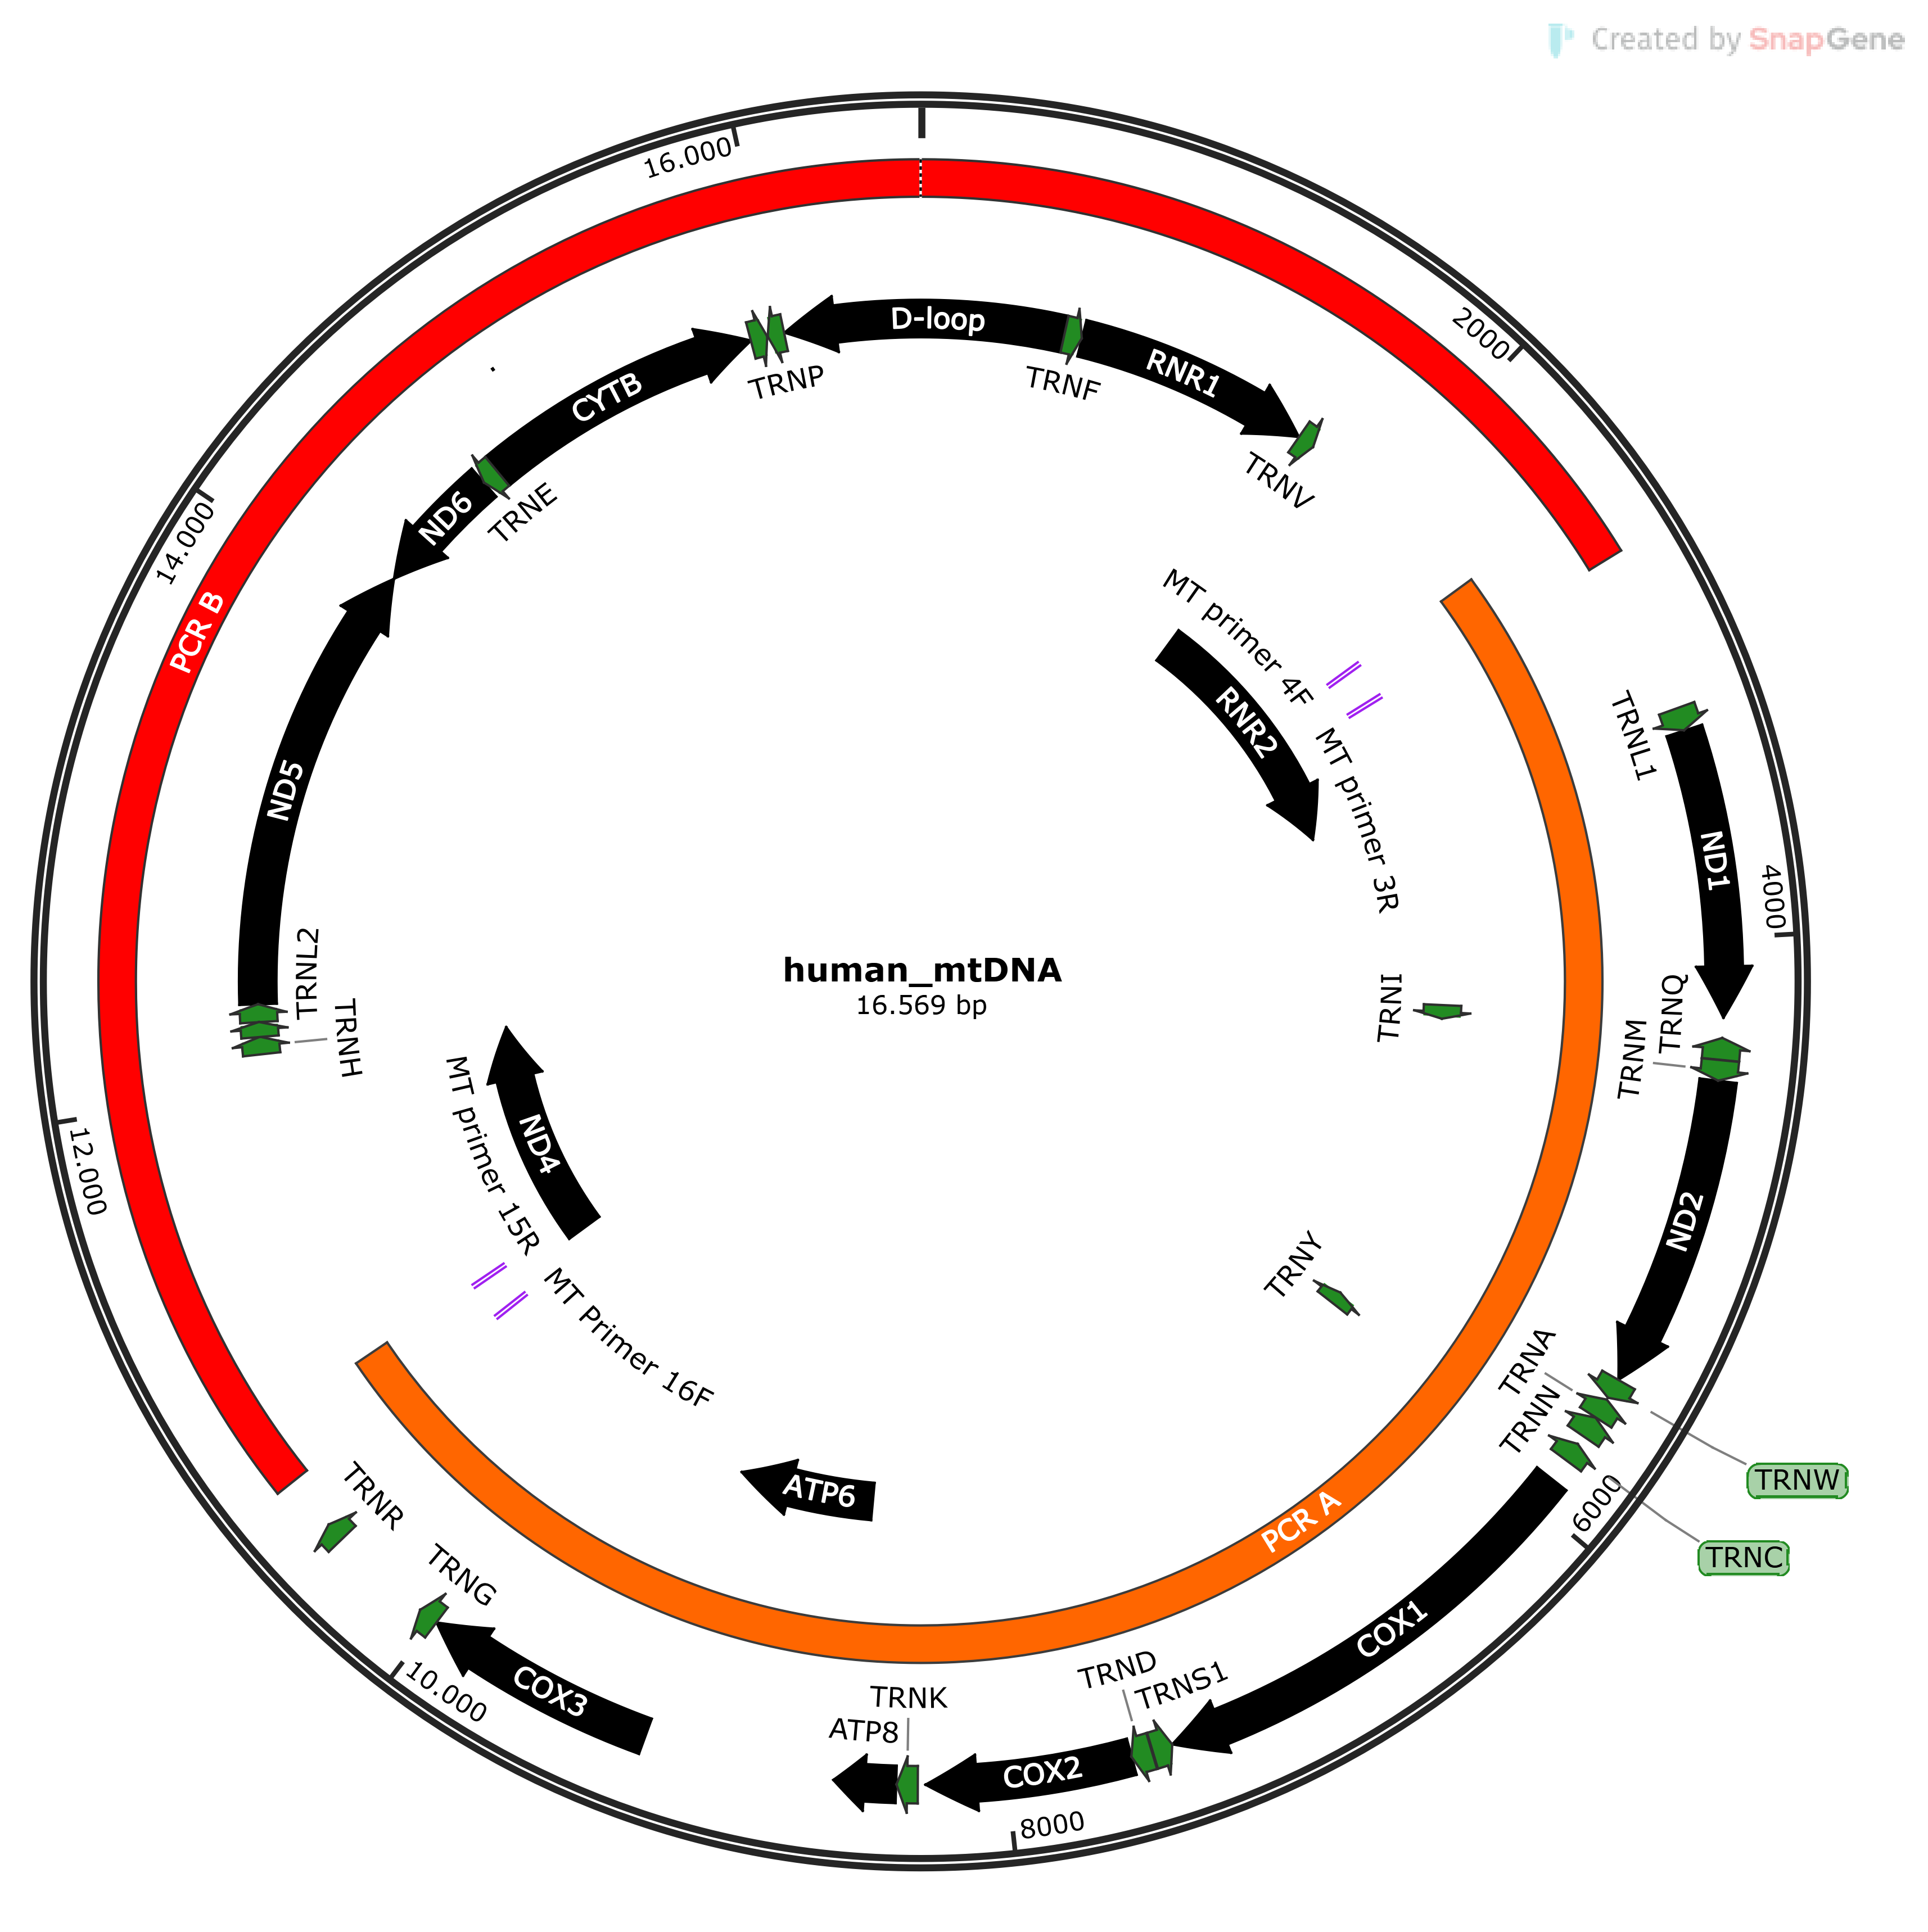 Created by SnapGene
16.000
2000
D-loop
RNR1
CYTB
TRNP
TRNF
TRNV
ND6
TRNE
14.000
PCR B
MT primer 4F
RNR2
MT primer 3R
TRNL1
ND1
4000
ND5
TRNL2
TRNH
human_mtDNA
16.569 bp
TRNI
TRNQ
TRNM
12.000
ND4
MT primer 15R
MT Primer 16F
ND2
TRNY
TRNA
TRNN
TRNW
TRNC
6000
PCR A
ATP6
TRNR
TRNG
COX3
10.000
COX1
TRND
TRNS1
TRNK
ATP8
COX2
8000